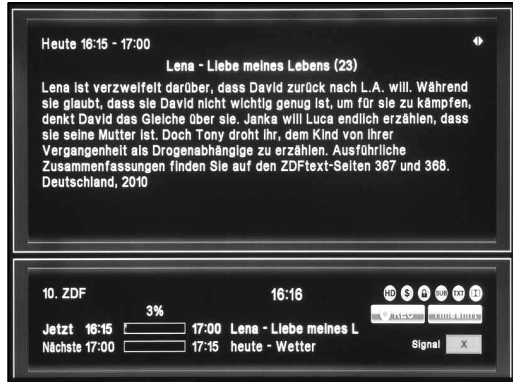 Heute 16:15 - 17:00
Lena - Liebe meines Lebens (23)
Lena ist verzweifelt darüber, dass David zurück nach L.A. will. Während
sie glaubt, dass sie David nicht wichtig genug ist, um für sie zu kämpfen,
denkt David das Gleiche über sie. Janka will Luca endlich erzählen, dass
sie seine Mutter ist. Doch Tony droht ihr, dem Kind von ihrer
Vergangenheit als Drogenabhängige zu erzählen. Ausführliche
Zusammenfassungen finden Sie auf den ZDFtext-Seiten 367 und 368.
Deutschland, 2010
10. ZDF 16:16 HD $ SUB TXT
3%
REC Timeshift
Jetzt 16:15 17:00 Lena - Liebe meines L
Nächste 17:00 17:15 heute - Wetter Signal X